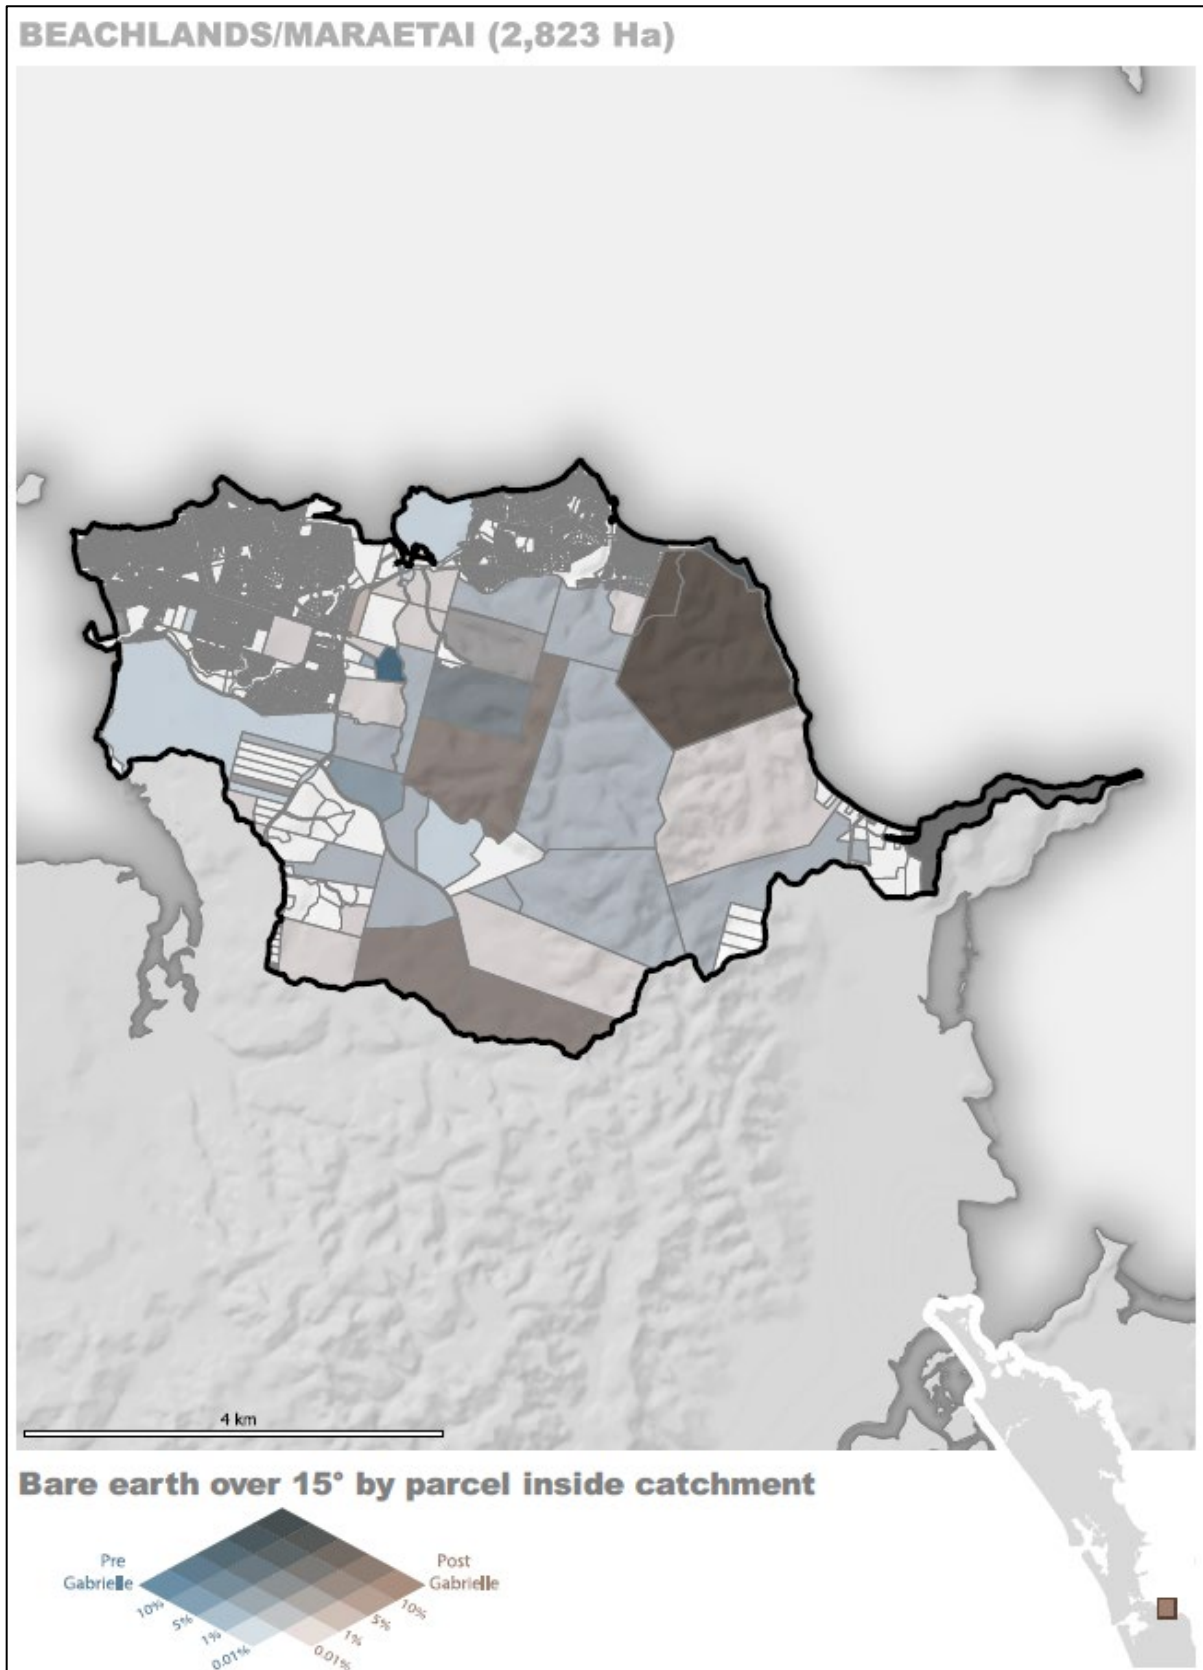 BEACHLANDS/MARAETAI (2,823 Ha)
4 km
Bare earth over 15° by parcel inside catchment
Pre
Gabrielle
Post
Gabrielle
10%
5%
1%
0.01%
10%
5%
1%
0.01%